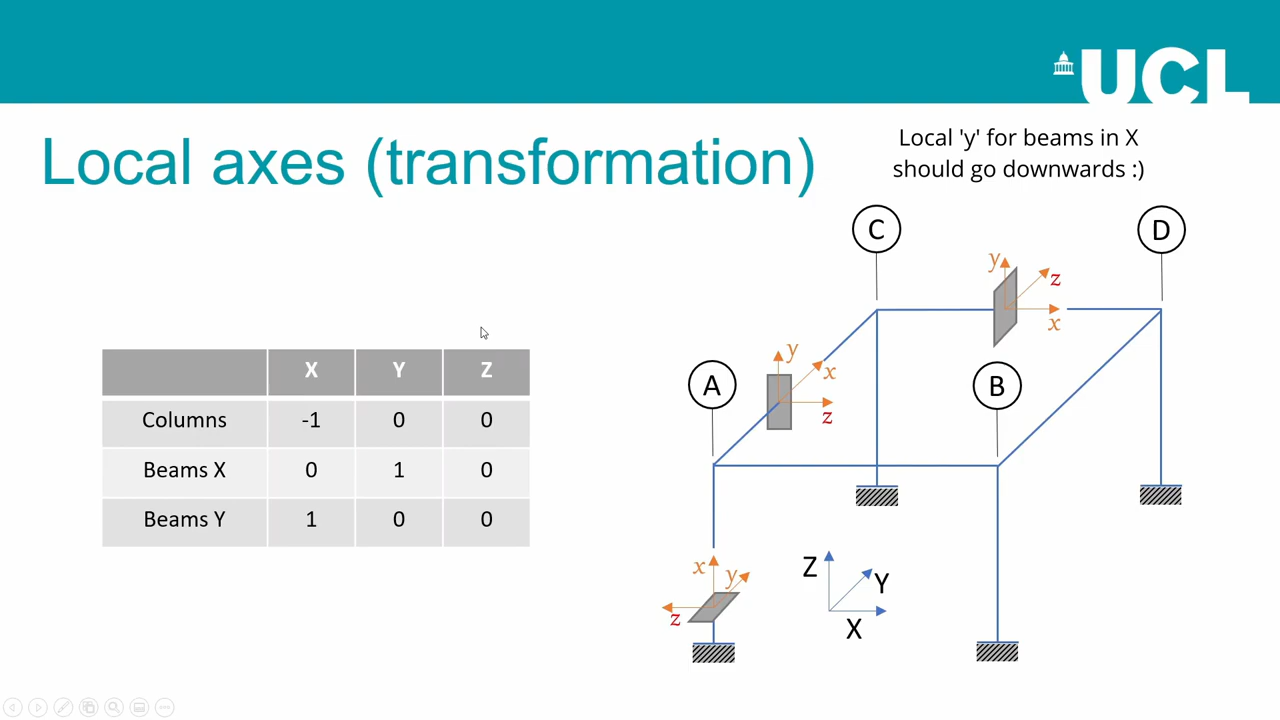 UCL
Local axes (transformation)
Local 'y' for beams in X
should go downwards :)
X Y Z
Columns -1 0 0
Beams X 0 1 0
Beams Y 1 0 0
C
D
y
z
x
A
B
y
x
z
x
y
z
Z
Y
X